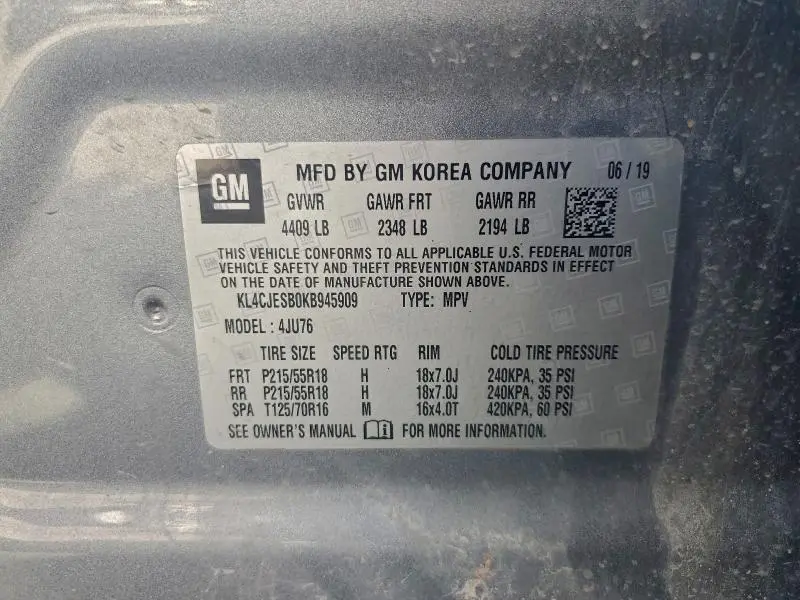 GM MFD BY GM KOREA COMPANY 06 / 19
GVWR GAWR FRT GAWR RR
4409 LB 2348 LB 2194 LB
THIS VEHICLE CONFORMS TO ALL APPLICABLE U.S. FEDERAL MOTOR
VEHICLE SAFETY AND THEFT PREVENTION STANDARDS IN EFFECT
ON THE DATE OF MANUFACTURE SHOWN ABOVE.
KL4CJESB0KB945909 TYPE: MPV
MODEL : 4JU76
TIRE SIZE SPEED RTG RIM COLD TIRE PRESSURE
FRT P215/55R18 H 18x7.0J 240KPA, 35 PSI
RR P215/55R18 H 18x7.0J 240KPA, 35 PSI
SPA T125/70R16 M 16x4.0T 420KPA, 60 PSI
SEE OWNER'S MANUAL FOR MORE INFORMATION.